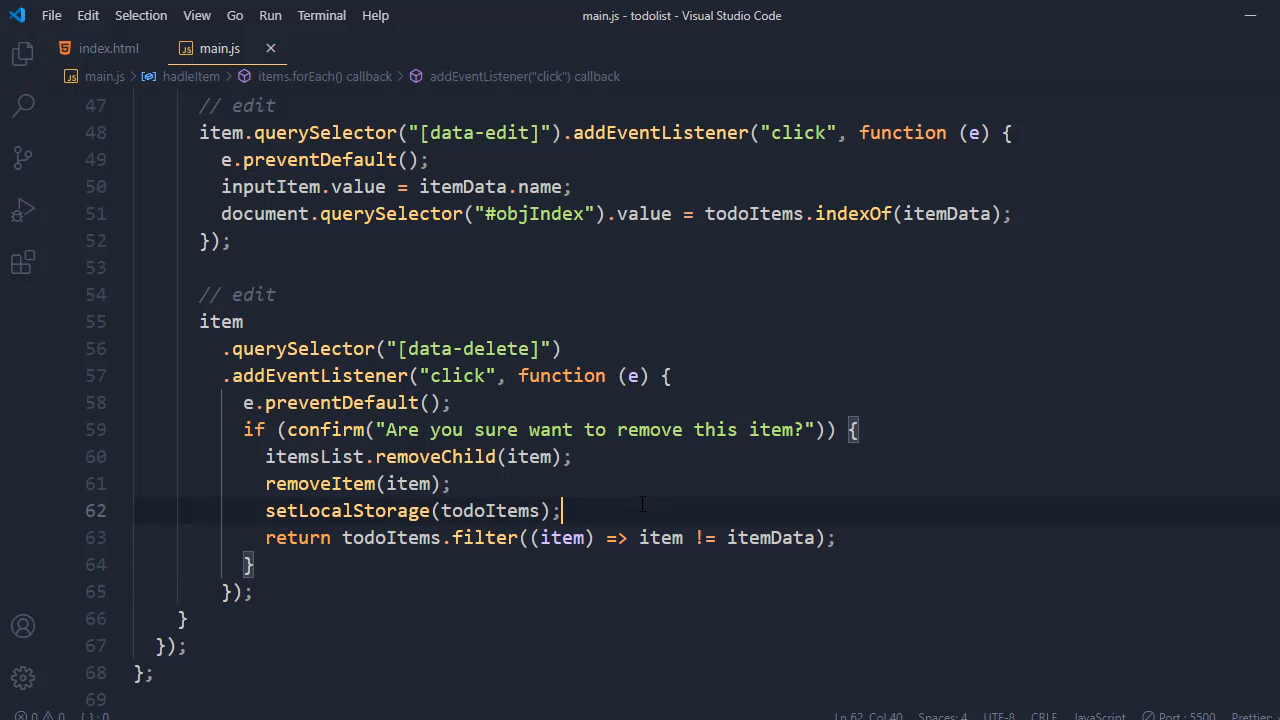 File Edit Selection View Go Run Terminal Help main.js - todolist - Visual Studio Code
index.html JS main.js
JS main.js > hadleItem > items.forEach() callback > addEventListener("click") callback
47 // edit
48 item.querySelector("[data-edit]").addEventListener("click", function (e) {
49 e.preventDefault();
50 inputItem.value = itemData.name;
51 document.querySelector("#objIndex").value = todoItems.indexOf(itemData);
52 });
53
54 // edit
55 item
56 .querySelector("[data-delete]")
57 .addEventListener("click", function (e) {
58 e.preventDefault();
59 if (confirm("Are you sure want to remove this item?")) {
60 itemsList.removeChild(item);
61 removeItem(item);
62 setLocalStorage(todoItems);
63 return todoItems.filter((item) => item != itemData);
64 }
65 });
66 }
67 });
68 };
69
0 0 {..} : 0 Ln 62, Col 40 Spaces: 4 UTF-8 CRLF JavaScript Port : 5500 Prettier